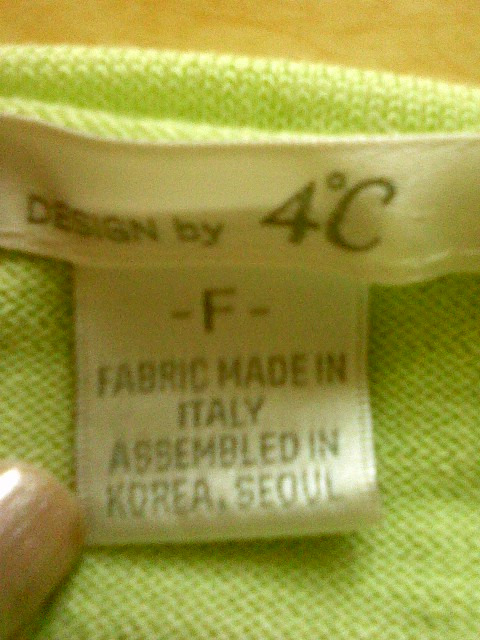 DESIGN by 4°C
- F -
FABRIC MADE IN
ITALY
ASSEMBLED IN
KOREA, SEOUL